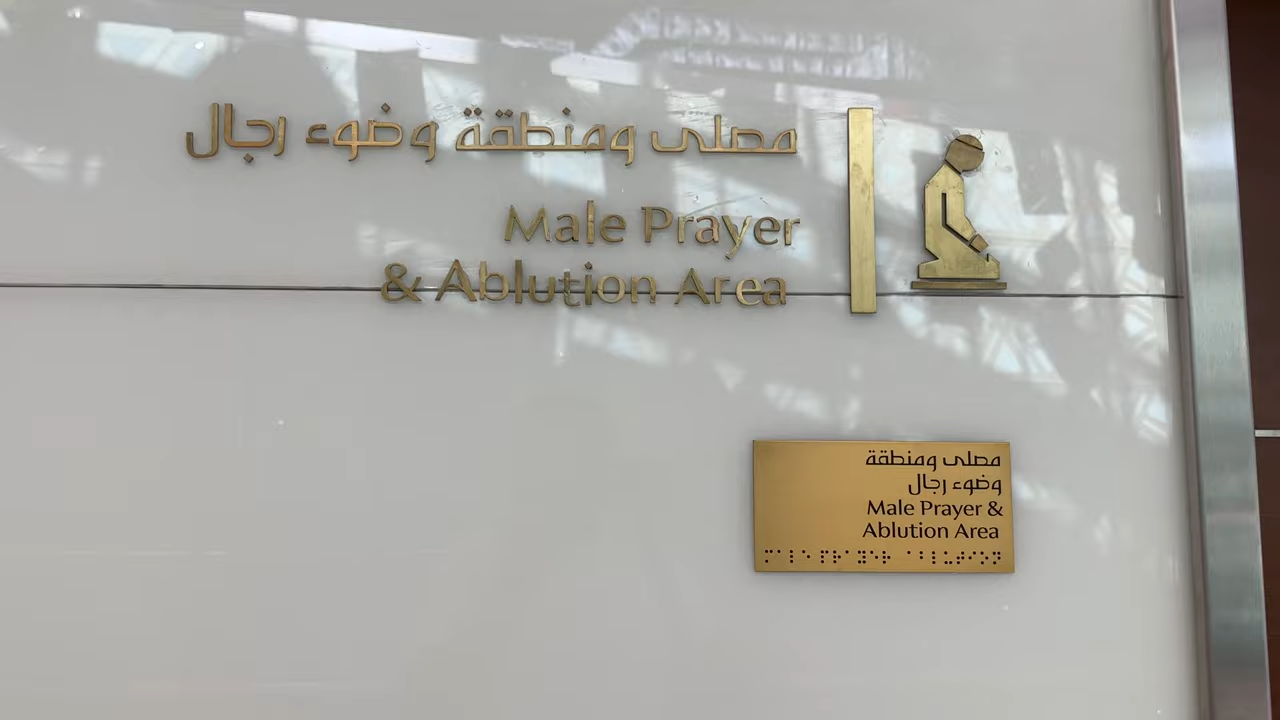 مصلى ومنطقة وضوء رجال
Male Prayer
& Ablution Area
مصلى ومنطقة
وضوء رجال
Male Prayer &
Ablution Area
⠍⠁⠇⠑ ⠏⠗⠁⠽⠑⠗ ⠁⠃⠇⠥⠞⠊⠕⠝